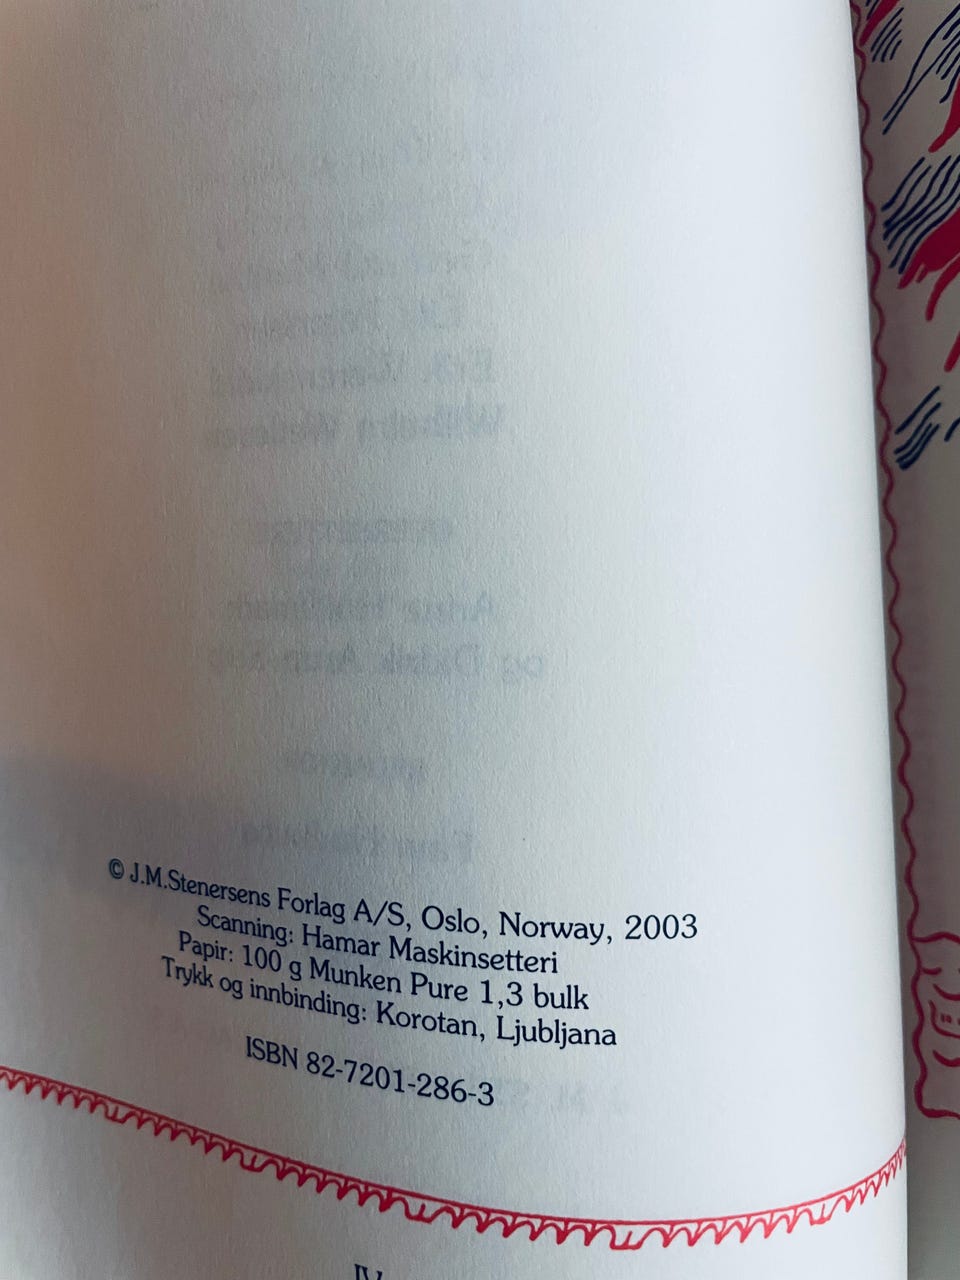 © J.M.Stenersens Forlag A/S, Oslo, Norway, 2003
Scanning: Hamar Maskinsetteri
Papir: 100 g Munken Pure 1,3 bulk
Trykk og innbinding: Korotan, Ljubljana
ISBN 82-7201-286-3
IV